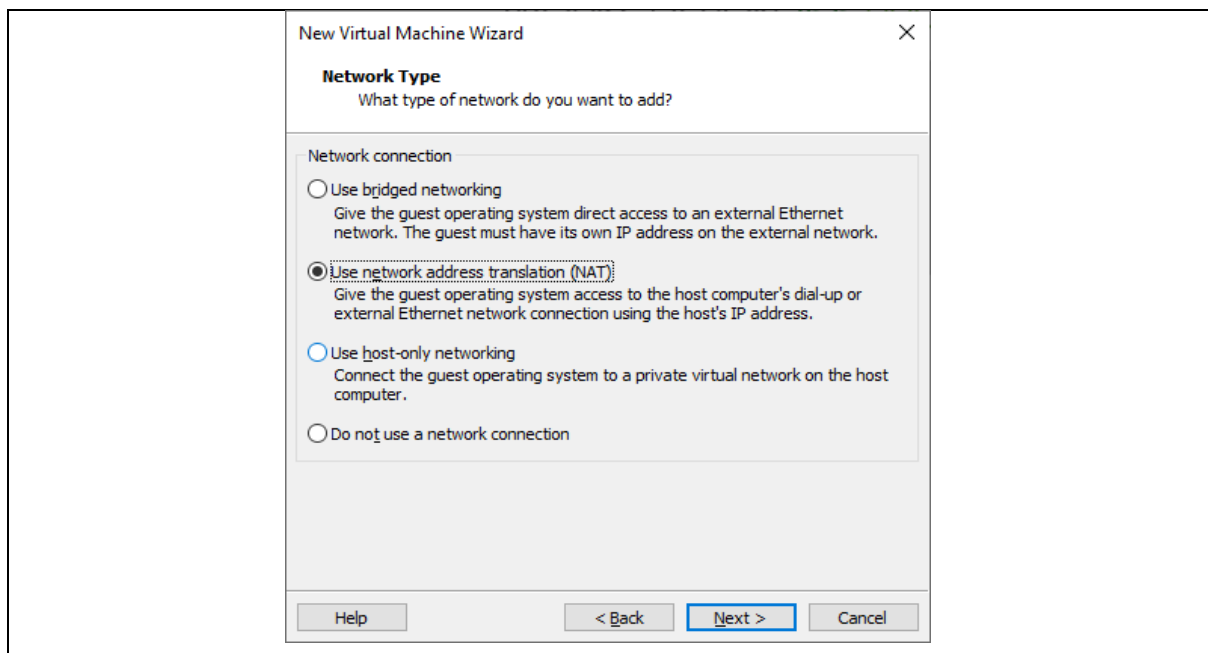 New Virtual Machine Wizard
Network Type
What type of network do you want to add?
Network connection
Use bridged networking
Give the guest operating system direct access to an external Ethernet
network. The guest must have its own IP address on the external network.
Use network address translation (NAT)
Give the guest operating system access to the host computer's dial-up or
external Ethernet network connection using the host's IP address.
Use host-only networking
Connect the guest operating system to a private virtual network on the host
computer.
Do not use a network connection
Help
< Back
Next >
Cancel